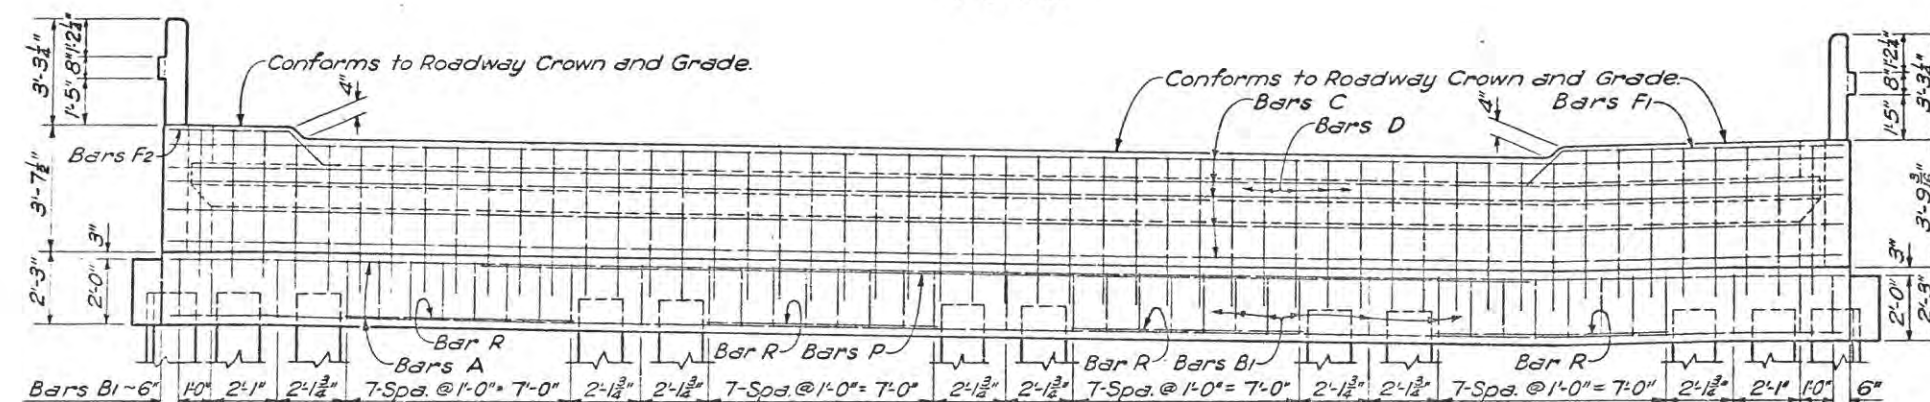 3'-3¼" 1'-5" 8" 1'-2¼"
Conforms to Roadway Crown and Grade.
4"
Conforms to Roadway Crown and Grade.
Bars C
Bars D
4"
Bars F1
1'-5" 8" 1'-2¼" 3'-3¼"
Bars F2
3'-7½"
3'-9 3/16"
3"
3"
2'-3" 2'-0"
2'-0" 2'-3"
Bar R
Bars A
Bar R
Bars P
Bar R
Bars B1
Bar R
Bars B1~6" 1'-0" 2'-1" 2'-1¾" 7-Spa. @ 1'-0" = 7'-0" 2'-1¾" 2'-1¾" 7-Spa. @ 1'-0" = 7'-0" 2'-1¾" 2'-1¾" 7-Spa. @ 1'-0" = 7'-0" 2'-1¾" 2'-1¾" 7-Spa. @ 1'-0" = 7'-0" 2'-1¾" 2'-1" 1'-0" 6"